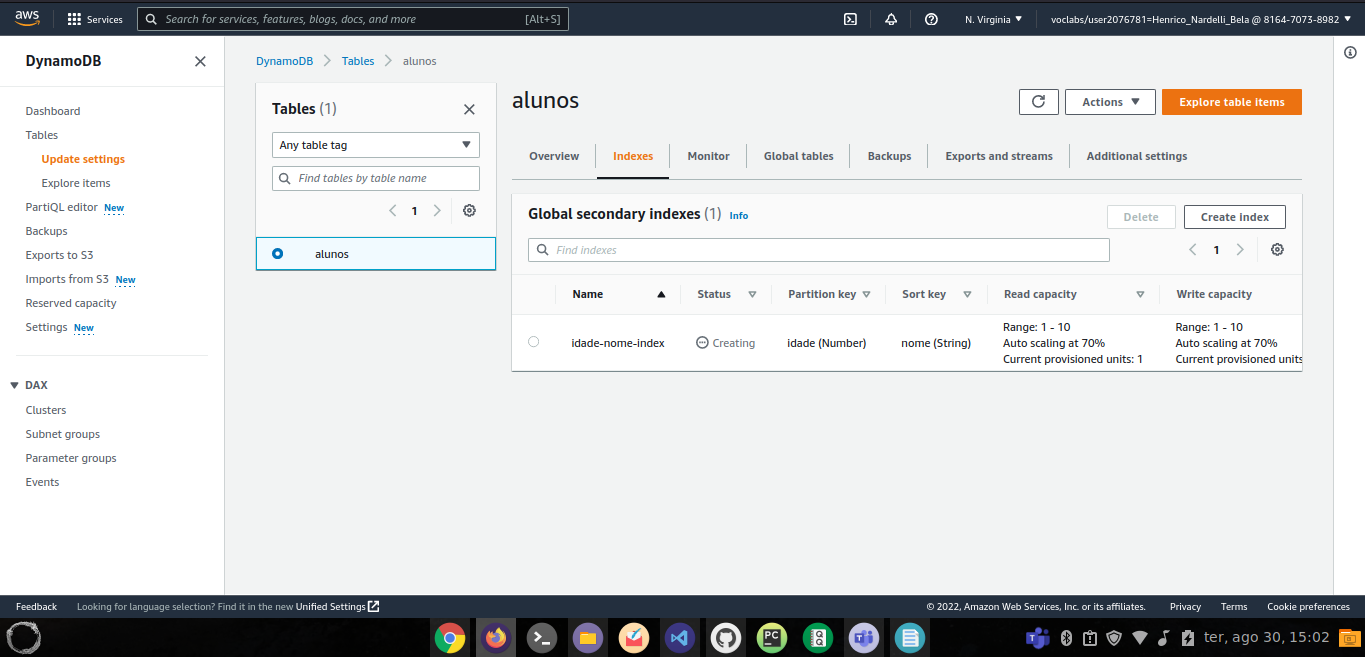 aws
Services
Search for services, features, blogs, docs, and more
[Alt+S]
N. Virginia
voclabs/user2076781=Henrico_Nardelli_Bela @ 8164-7073-8982
DynamoDB
Dashboard
Tables
Update settings
Explore items
PartiQL editor New
Backups
Exports to S3
Imports from S3 New
Reserved capacity
Settings New
DAX
Clusters
Subnet groups
Parameter groups
Events
DynamoDB
Tables
alunos
Tables (1)
Any table tag
Find tables by table name
1
alunos
alunos
Actions
Explore table items
Overview
Indexes
Monitor
Global tables
Backups
Exports and streams
Additional settings
Global secondary indexes (1) Info
Delete
Create index
Find indexes
1
Name
Status
Partition key
Sort key
Read capacity
Write capacity
idade-nome-index
Creating
idade (Number)
nome (String)
Range: 1 - 10
Auto scaling at 70%
Current provisioned units: 1
Range: 1 - 10
Auto scaling at 70%
Current provisioned units
Feedback
Looking for language selection? Find it in the new Unified Settings
© 2022, Amazon Web Services, Inc. or its affiliates.
Privacy
Terms
Cookie preferences
ter, ago 30, 15:02